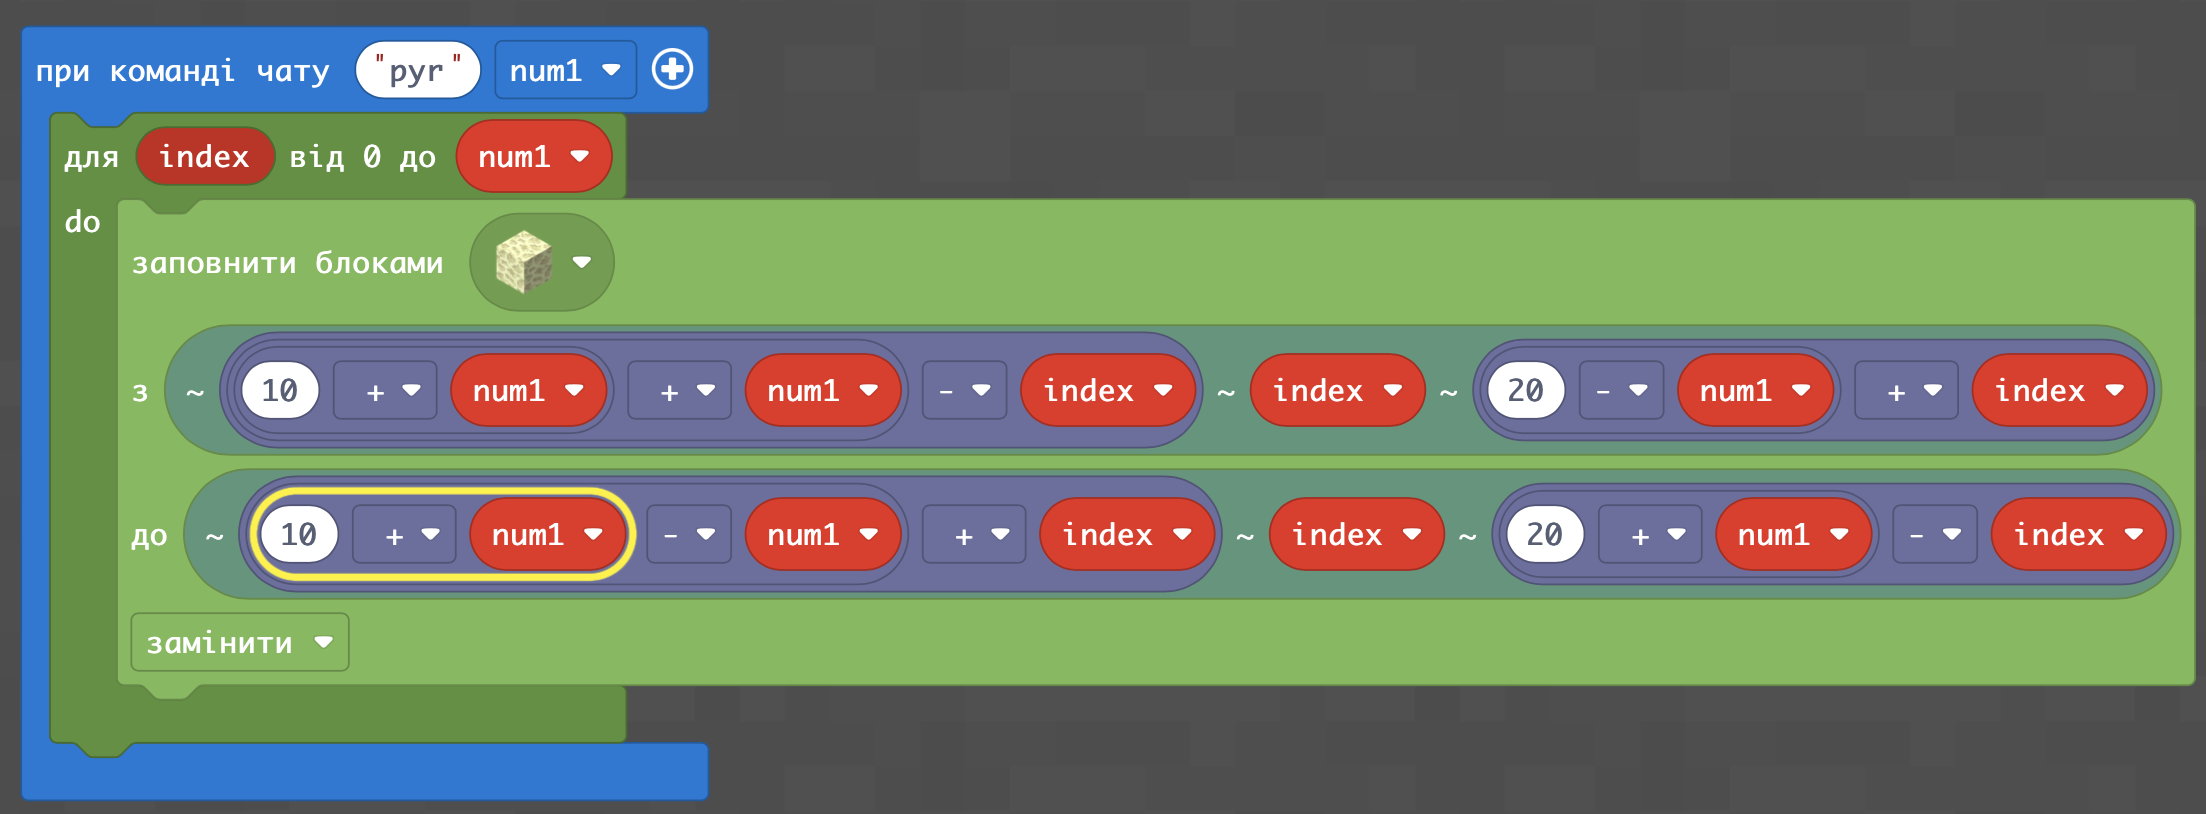 при команді чату "pyr" num1
для index від 0 до num1
do
заповнити блоками
з ~ 10 + num1 + num1 - index ~ index ~ 20 - num1 + index
до ~ 10 + num1 - num1 + index ~ index ~ 20 + num1 - index
замінити